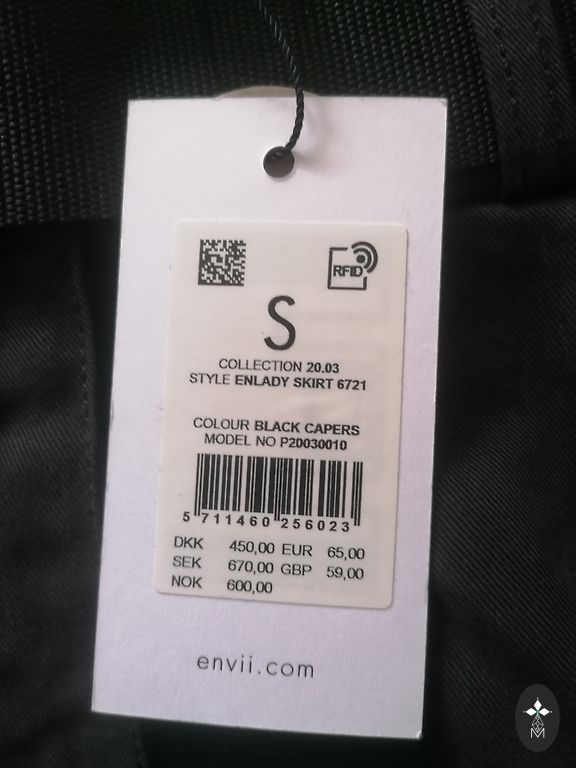 RFID
S
COLLECTION 20.03
STYLE ENLADY SKIRT 6721
COLOUR BLACK CAPERS
MODEL NO P20030010
5 711460 256023
DKK 450,00 EUR 65,00
SEK 670,00 GBP 59,00
NOK 600,00
envii.com
M